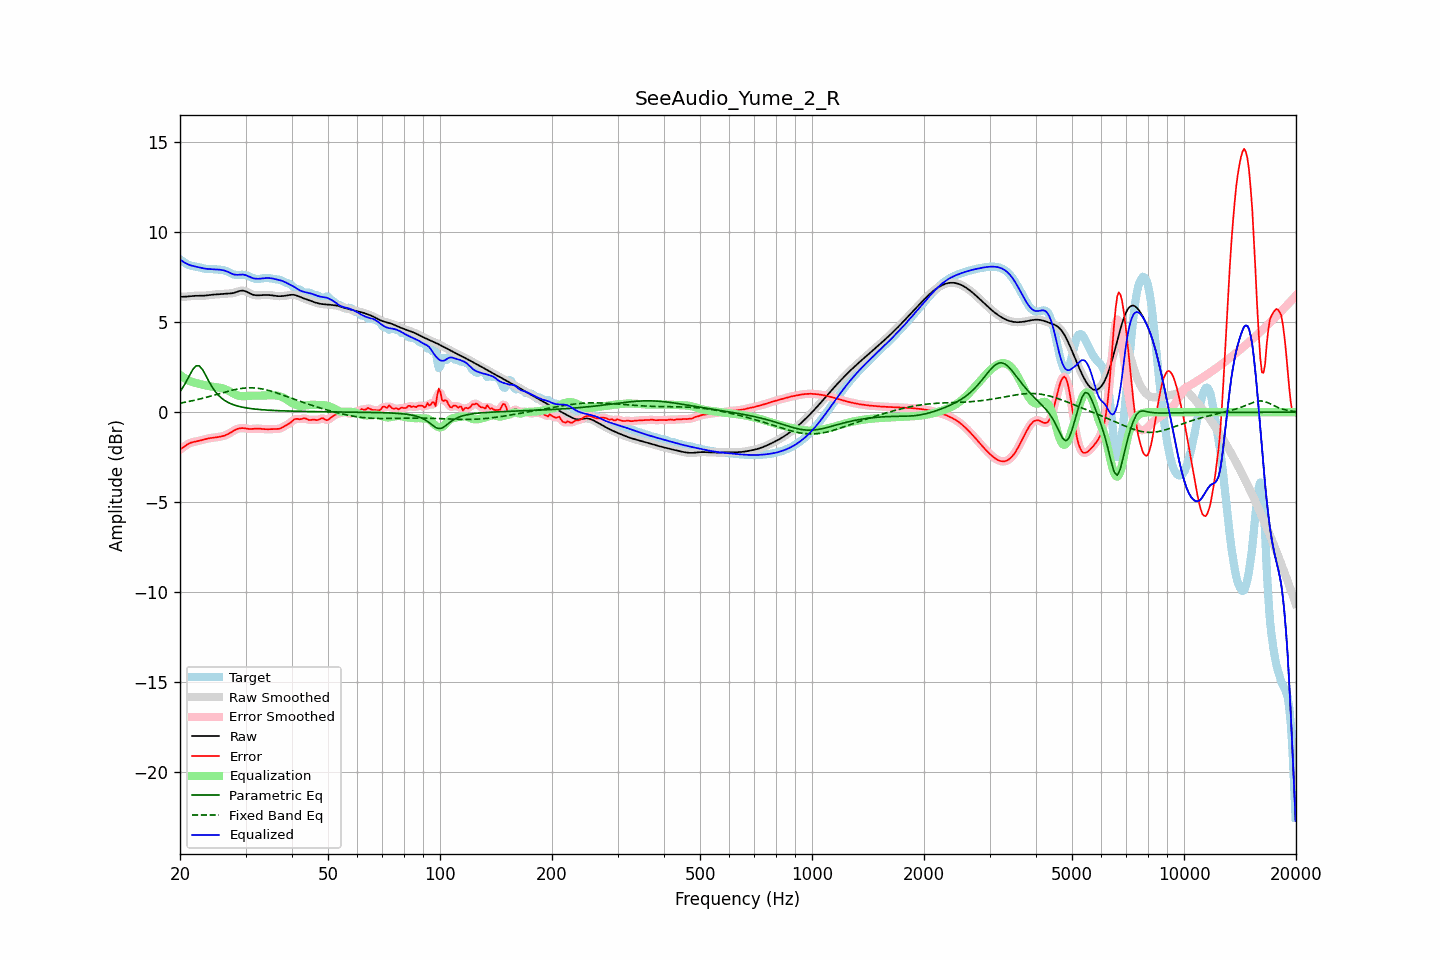 SeeAudio_Yume_2_R
15
10
5
0
−5
−10
−15
−20
Amplitude (dBr)
Target
Raw Smoothed
Error Smoothed
Raw
Error
Equalization
Parametric Eq
Fixed Band Eq
Equalized
20 50 100 200 500 1000 2000 5000 10000 20000
Frequency (Hz)